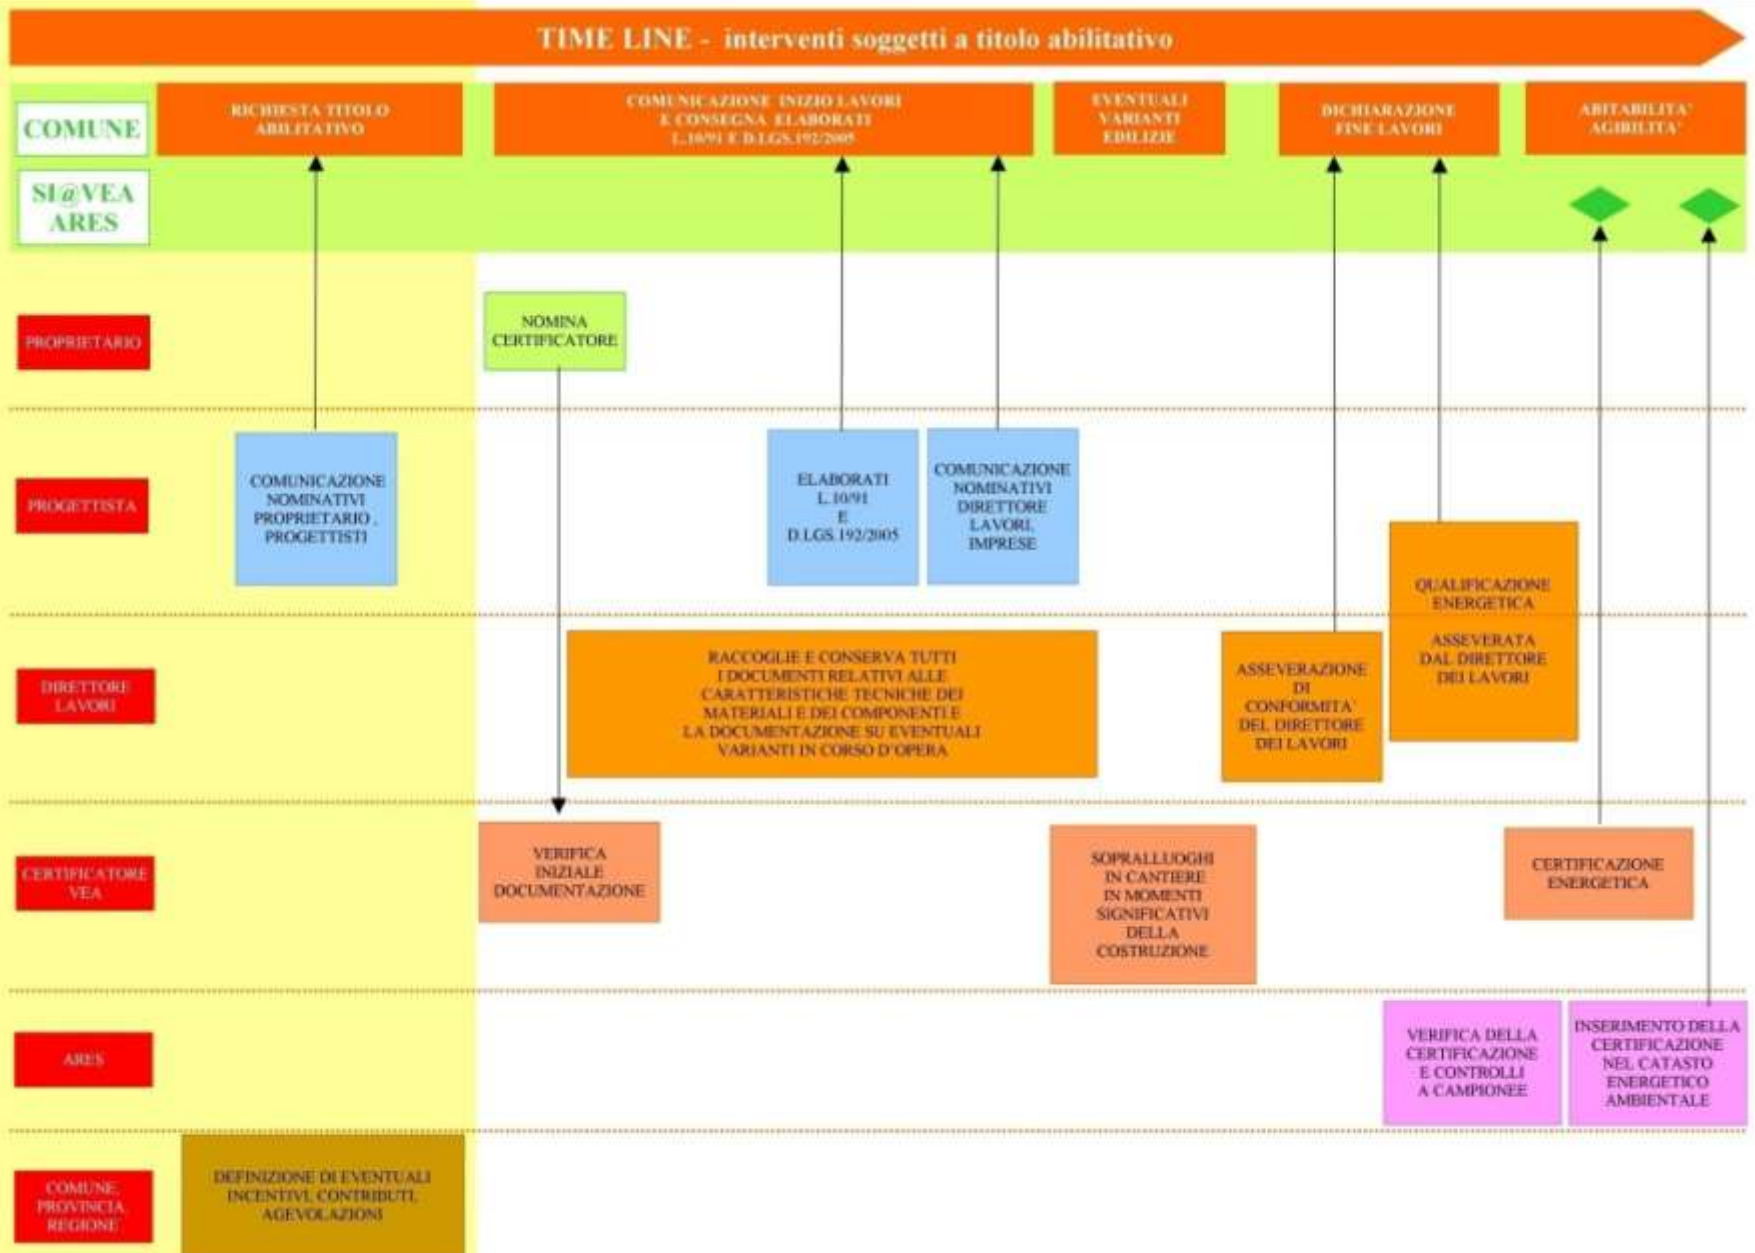 TIME LINE - interventi soggetti a titolo abilitativo
COMUNE
RICHIESTA TITOLO
ABILITATIVO
COMUNICAZIONE INIZIO LAVORI
E CONSEGNA ELABORATI
L.10/91 E D.LGS.192/2005
EVENTUALI
VARIANTI
EDILIZIE
DICHIARAZIONE
FINE LAVORI
ABITABILITA'
AGIBILITA'
SI@VEA
ARES
PROPRIETARIO
NOMINA
CERTIFICATORE
PROGETTISTA
COMUNICAZIONE
NOMINATIVI
PROPRIETARIO ,
PROGETTISTI
ELABORATI
L.10/91
E
D.LGS.192/2005
COMUNICAZIONE
NOMINATIVI
DIRETTORE
LAVORI,
IMPRESE
QUALIFICAZIONE
ENERGETICA
ASSEVERATA
DAL DIRETTORE
DEI LAVORI
DIRETTORE
LAVORI
RACCOGLIE E CONSERVA TUTTI
I DOCUMENTI RELATIVI ALLE
CARATTERISTICHE TECNICHE DEI
MATERIALI E DEI COMPONENTI E
LA DOCUMENTAZIONE SU EVENTUALI
VARIANTI IN CORSO D'OPERA
ASSEVERAZIONE
DI
CONFORMITA'
DEL DIRETTORE
DEI LAVORI
CERTIFICATORE
VEA
VERIFICA
INIZIALE
DOCUMENTAZIONE
SOPRALLUOGHI
IN CANTIERE
IN MOMENTI
SIGNIFICATIVI
DELLA
COSTRUZIONE
CERTIFICAZIONE
ENERGETICA
ARES
VERIFICA DELLA
CERTIFICAZIONE
E CONTROLLI
A CAMPIONEE
INSERIMENTO DELLA
CERTIFICAZIONE
NEL CATASTO
ENERGETICO
AMBIENTALE
COMUNE,
PROVINCIA,
REGIONE
DEFINIZIONE DI EVENTUALI
INCENTIVI, CONTRIBUTI,
AGEVOLAZIONI